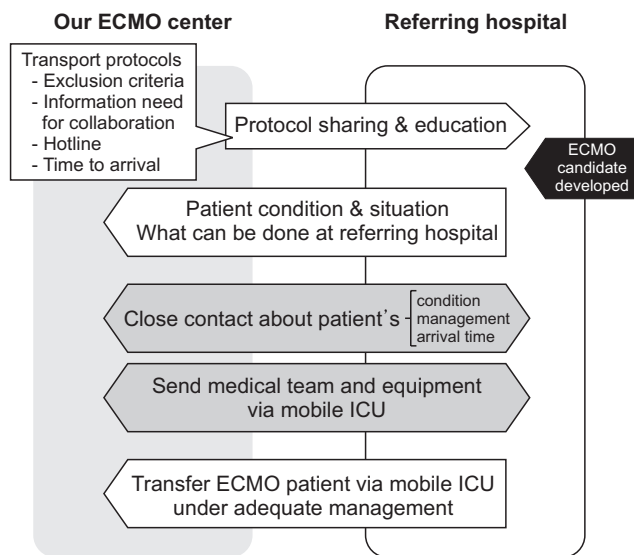 Our ECMO center
Referring hospital
Transport protocols
- Exclusion criteria
- Information need
for collaboration
- Hotline
- Time to arrival
Protocol sharing & education
ECMO
candidate
developed
Patient condition & situation
What can be done at referring hospital
Close contact about patient’s
condition
management
arrival time
Send medical team and equipment
via mobile ICU
Transfer ECMO patient via mobile ICU
under adequate management